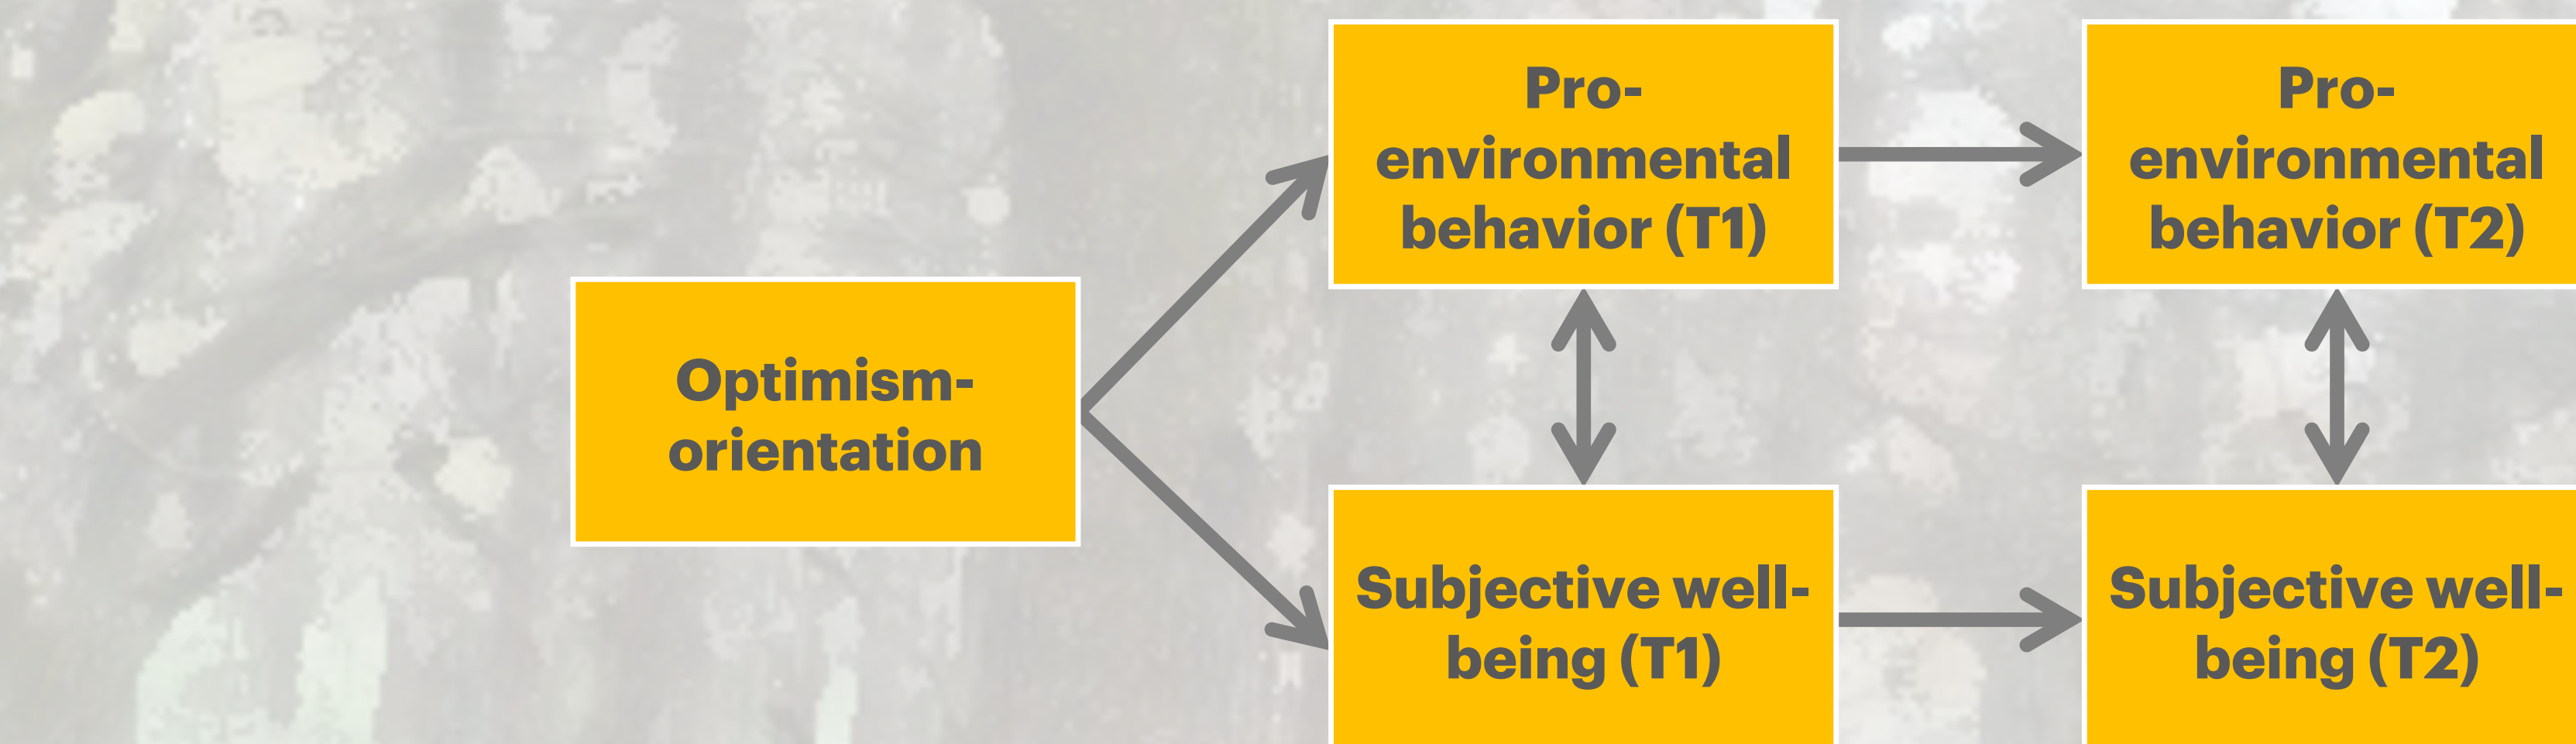 Optimism-
orientation
Pro-
environmental
behavior (T1)
Subjective well-
being (T1)
Pro-
environmental
behavior (T2)
Subjective well-
being (T2)